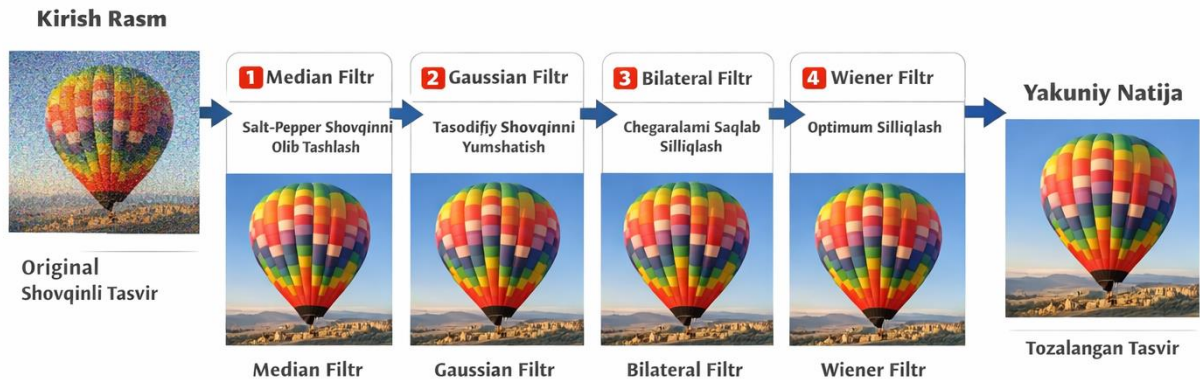 Kirish Rasm
Original
Shovqinli Tasvir
1 Median Filtr
Salt-Pepper Shovqinni
Olib Tashlash
Median Filtr
2 Gaussian Filtr
Tasodifiy Shovqinni
Yumshatish
Gaussian Filtr
3 Bilateral Filtr
Chegaralami Saqlab
Silliqlash
Bilateral Filtr
4 Wiener Filtr
Optimum Silliqlash
Wiener Filtr
Yakuniy Natija
Tozalangan Tasvir